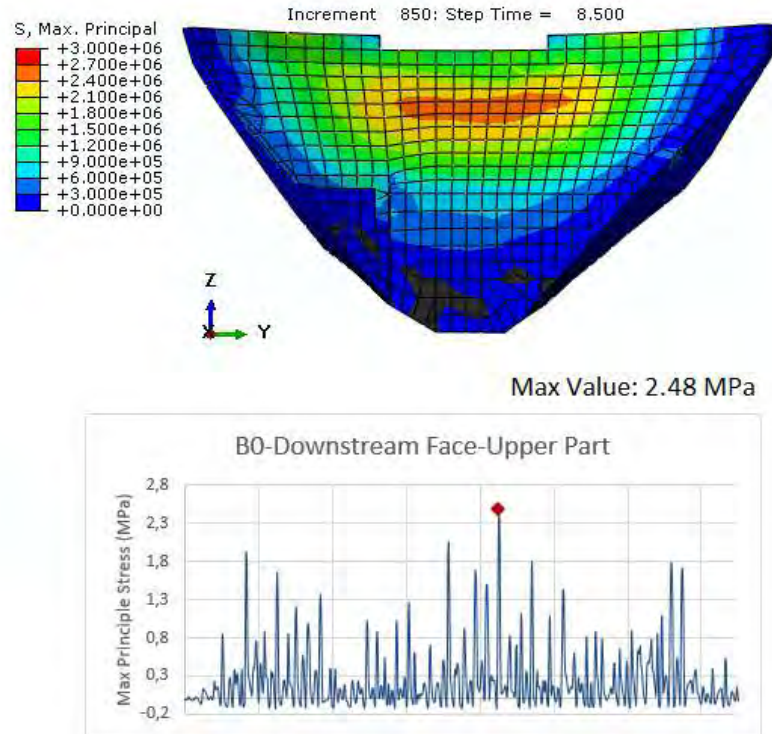 Increment 850: Step Time = 8.500
S, Max. Principal
+3.000e+06
+2.700e+06
+2.400e+06
+2.100e+06
+1.800e+06
+1.500e+06
+1.200e+06
+9.000e+05
+6.000e+05
+3.000e+05
+0.000e+00
Z
X
Y
Max Value: 2.48 MPa
B0-Downstream Face-Upper Part
Max Principle Stress (MPa)
2,8
2,3
1,8
1,3
0,8
0,3
-0,2